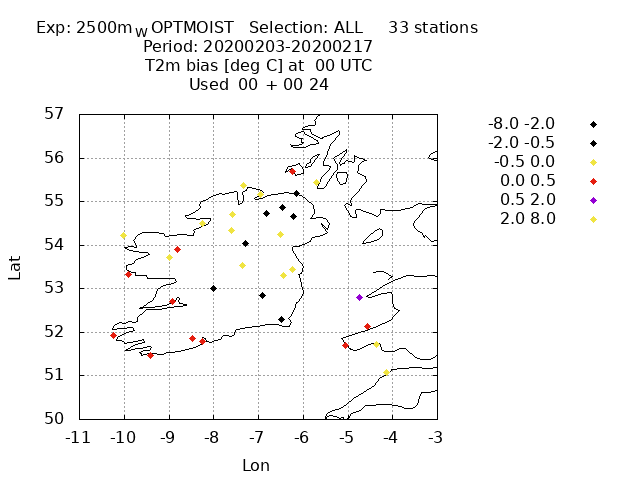 Exp: 2500m_W OPTMOIST Selection: ALL 33 stations
Period: 20200203-20200217
T2m bias [deg C] at 00 UTC
Used 00 + 00 24
57
56
55
54
53
52
51
50
-11 -10 -9 -8 -7 -6 -5 -4 -3
Lat
Lon
-8.0 -2.0
-2.0 -0.5
-0.5 0.0
0.0 0.5
0.5 2.0
2.0 8.0